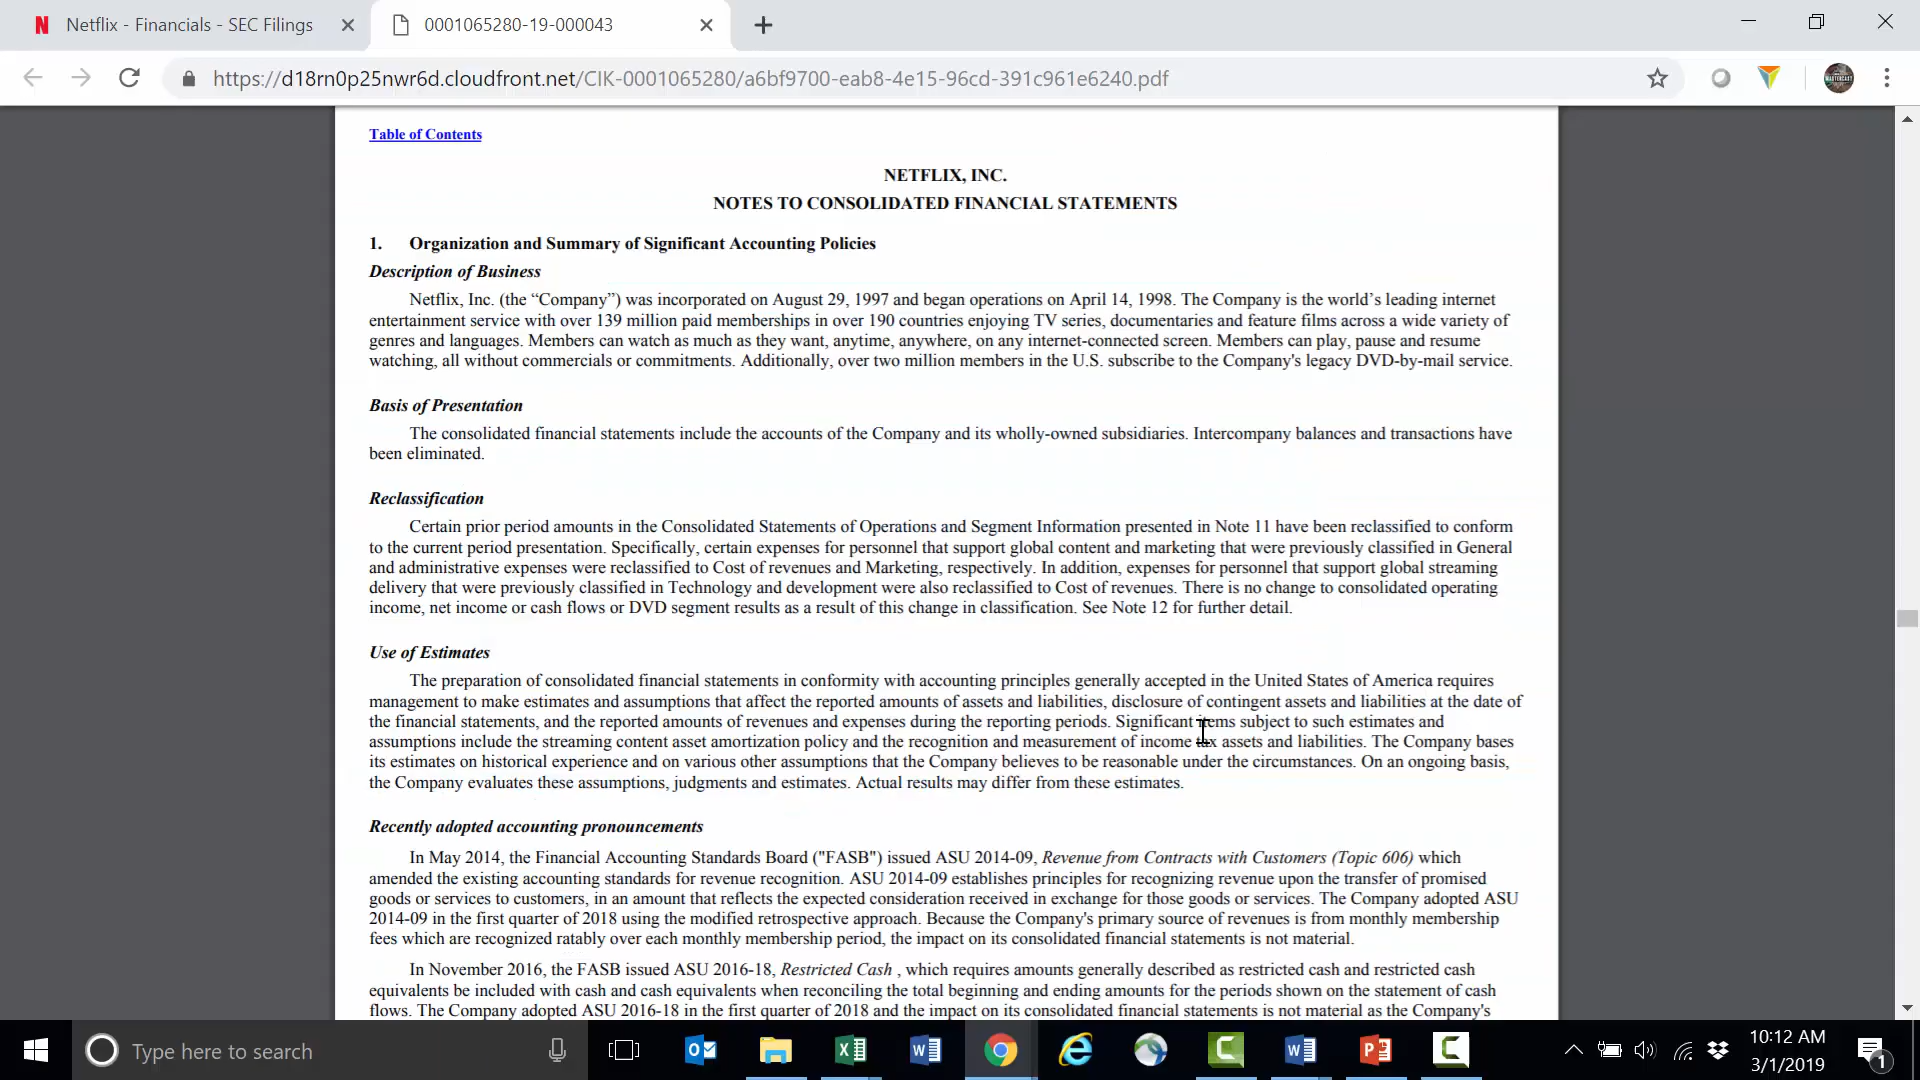 Netflix - Financials - SEC Filings
0001065280-19-000043
https://d18rn0p25nwr6d.cloudfront.net/CIK-0001065280/a6bf9700-eab8-4e15-96cd-391c961e6240.pdf
Table of Contents
NETFLIX, INC.
NOTES TO CONSOLIDATED FINANCIAL STATEMENTS
1. Organization and Summary of Significant Accounting Policies
Description of Business
Netflix, Inc. (the “Company”) was incorporated on August 29, 1997 and began operations on April 14, 1998. The Company is the world’s leading internet
entertainment service with over 139 million paid memberships in over 190 countries enjoying TV series, documentaries and feature films across a wide variety of
genres and languages. Members can watch as much as they want, anytime, anywhere, on any internet-connected screen. Members can play, pause and resume
watching, all without commercials or commitments. Additionally, over two million members in the U.S. subscribe to the Company's legacy DVD-by-mail service.
Basis of Presentation
The consolidated financial statements include the accounts of the Company and its wholly-owned subsidiaries. Intercompany balances and transactions have
been eliminated.
Reclassification
Certain prior period amounts in the Consolidated Statements of Operations and Segment Information presented in Note 11 have been reclassified to conform
to the current period presentation. Specifically, certain expenses for personnel that support global content and marketing that were previously classified in General
and administrative expenses were reclassified to Cost of revenues and Marketing, respectively. In addition, expenses for personnel that support global streaming
delivery that were previously classified in Technology and development were also reclassified to Cost of revenues. There is no change to consolidated operating
income, net income or cash flows or DVD segment results as a result of this change in classification. See Note 12 for further detail.
Use of Estimates
The preparation of consolidated financial statements in conformity with accounting principles generally accepted in the United States of America requires
management to make estimates and assumptions that affect the reported amounts of assets and liabilities, disclosure of contingent assets and liabilities at the date of
the financial statements, and the reported amounts of revenues and expenses during the reporting periods. Significant items subject to such estimates and
assumptions include the streaming content asset amortization policy and the recognition and measurement of income tax assets and liabilities. The Company bases
its estimates on historical experience and on various other assumptions that the Company believes to be reasonable under the circumstances. On an ongoing basis,
the Company evaluates these assumptions, judgments and estimates. Actual results may differ from these estimates.
Recently adopted accounting pronouncements
In May 2014, the Financial Accounting Standards Board ("FASB") issued ASU 2014-09, Revenue from Contracts with Customers (Topic 606) which
amended the existing accounting standards for revenue recognition. ASU 2014-09 establishes principles for recognizing revenue upon the transfer of promised
goods or services to customers, in an amount that reflects the expected consideration received in exchange for those goods or services. The Company adopted ASU
2014-09 in the first quarter of 2018 using the modified retrospective approach. Because the Company's primary source of revenues is from monthly membership
fees which are recognized ratably over each monthly membership period, the impact on its consolidated financial statements is not material.
In November 2016, the FASB issued ASU 2016-18, Restricted Cash , which requires amounts generally described as restricted cash and restricted cash
equivalents be included with cash and cash equivalents when reconciling the total beginning and ending amounts for the periods shown on the statement of cash
flows. The Company adopted ASU 2016-18 in the first quarter of 2018 and the impact on its consolidated financial statements is not material as the Company's
Type here to search
10:12 AM
3/1/2019
1